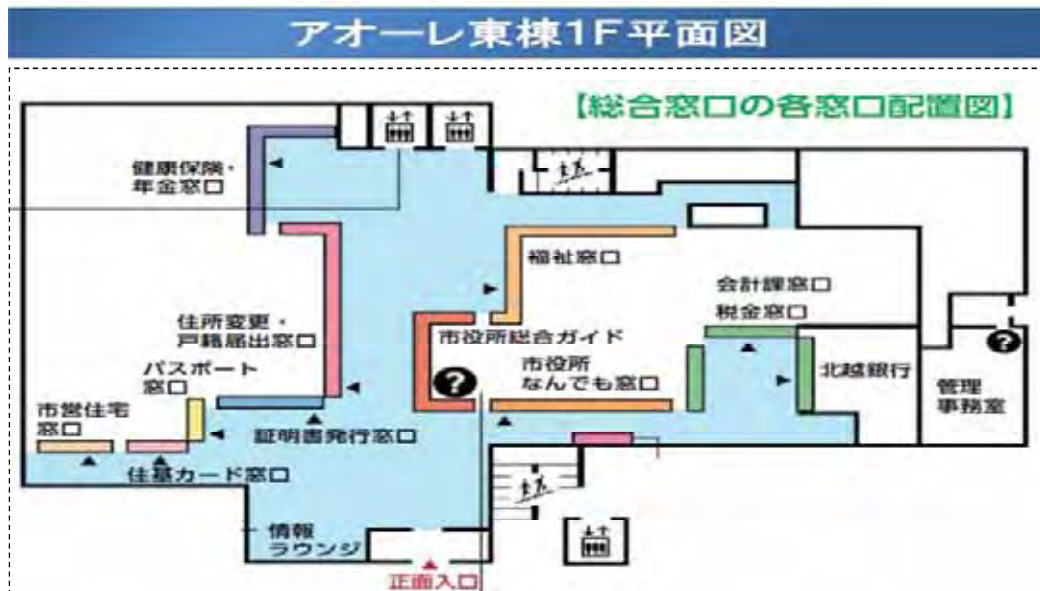 アオーレ東棟1F平面図
【総合窓口の各窓口配置図】
健康保険・
年金窓口
福祉窓口
会計課窓口
税金窓口
住所変更・
戸籍届出窓口
市役所総合ガイド
パスポート
窓口
市役所
なんでも窓口
北越銀行
管理
事務室
市営住宅
窓口
証明書発行窓口
住基カード窓口
情報
ラウンジ
正面入口
?
?